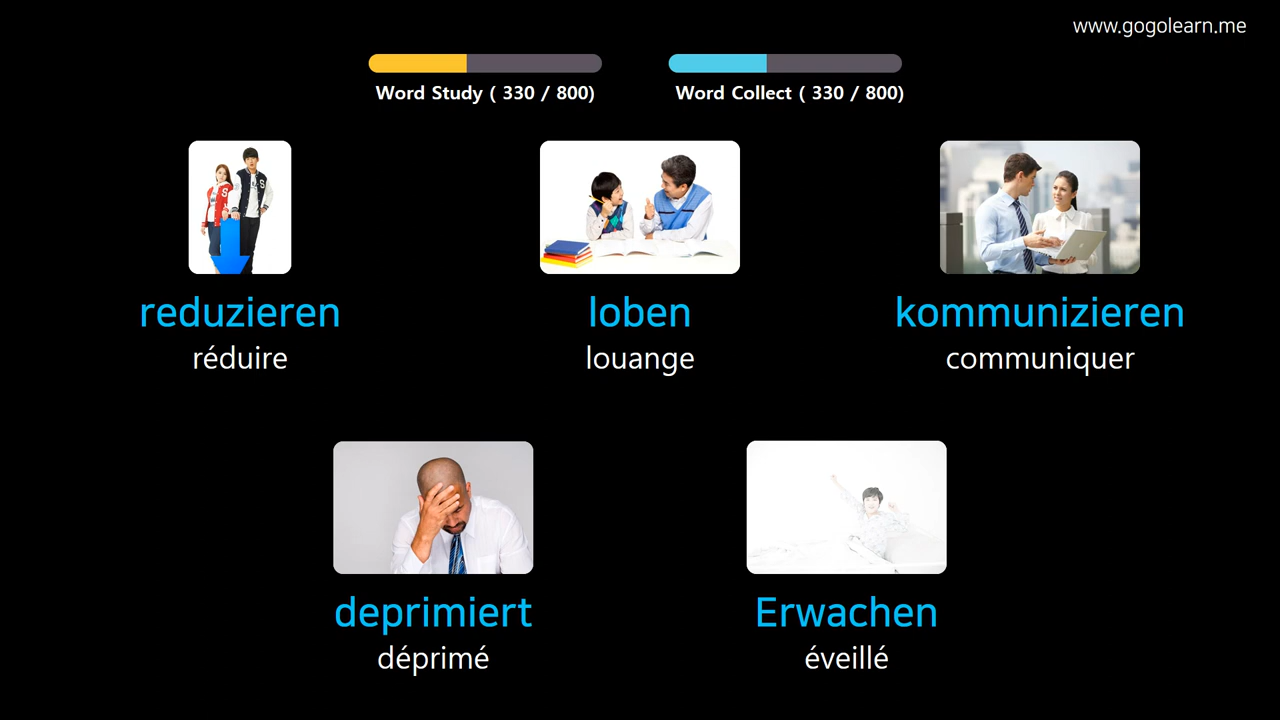 www.gogolearn.me
Word Study ( 330 / 800)
Word Collect ( 330 / 800)
reduzieren
réduire
loben
louange
kommunizieren
communiquer
deprimiert
déprimé
Erwachen
éveillé